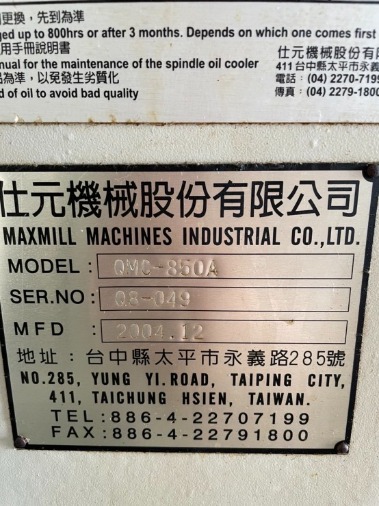 更換，先到為準
ged up to 800hrs or after 3 months. Depends on which one comes first
用手冊說明書
nual for the maintenance of the spindle oil cooler
品為準，以免發生劣質化
d of oil to avoid bad quality
仕元機械股份有
411台中縣太平市永義
電話：(04) 2270-7199
傳真：(04) 2279-1800
仕元機械股份有限公司
MAXMILL MACHINES INDUSTRIAL CO.,LTD.
MODEL : QMC-850A
SER.NO : Q8-049
MFD : 2004.12
地址：台中縣太平市永義路285號
NO.285, YUNG YI.ROAD, TAIPING CITY,
411, TAICHUNG HSIEN, TAIWAN.
TEL:886-4-22707199
FAX:886-4-22791800